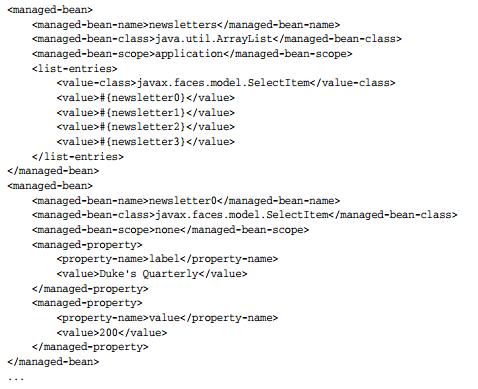 <managed-bean>
    <managed-bean-name>newsletters</managed-bean-name>
    <managed-bean-class>java.util.ArrayList</managed-bean-class>
    <managed-bean-scope>application</managed-bean-scope>
    <list-entries>
        <value-class>javax.faces.model.SelectItem</value-class>
        <value>#{newsletter0}</value>
        <value>#{newsletter1}</value>
        <value>#{newsletter2}</value>
        <value>#{newsletter3}</value>
    </list-entries>
</managed-bean>
<managed-bean>
    <managed-bean-name>newsletter0</managed-bean-name>
    <managed-bean-class>javax.faces.model.SelectItem</managed-bean-class>
    <managed-bean-scope>none</managed-bean-scope>
    <managed-property>
        <property-name>label</property-name>
        <value>Duke's Quarterly</value>
    </managed-property>
    <managed-property>
        <property-name>value</property-name>
        <value>200</value>
    </managed-property>
</managed-bean>
...